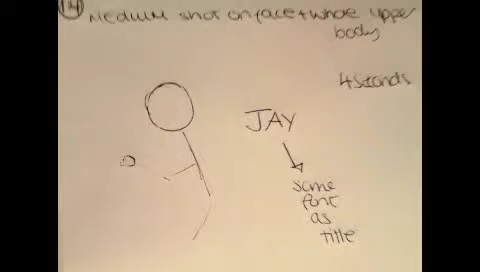 14 Medium shot on face + whole upper
body
4 seconds
JAY
same
font
as
title